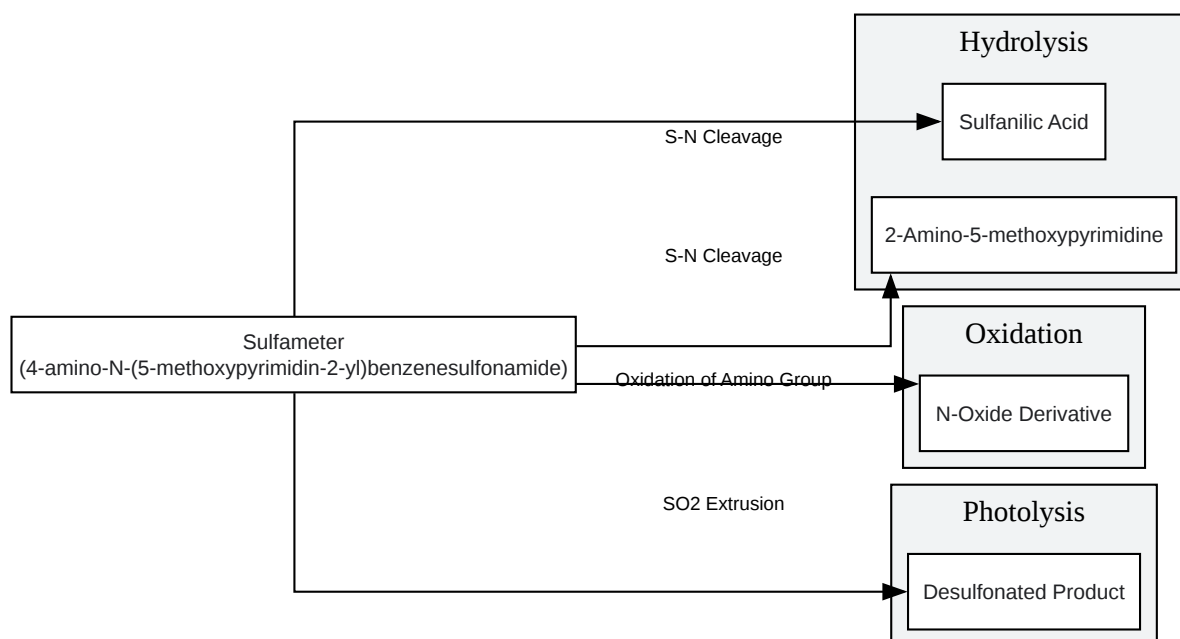 Hydrolysis
Sulfanilic Acid
S-N Cleavage
2-Amino-5-methoxypyrimidine
S-N Cleavage
Sulfameter
(4-amino-N-(5-methoxypyrimidin-2-yl)benzenesulfonamide)
Oxidation
Oxidation of Amino Group
N-Oxide Derivative
SO2 Extrusion
Photolysis
Desulfonated Product